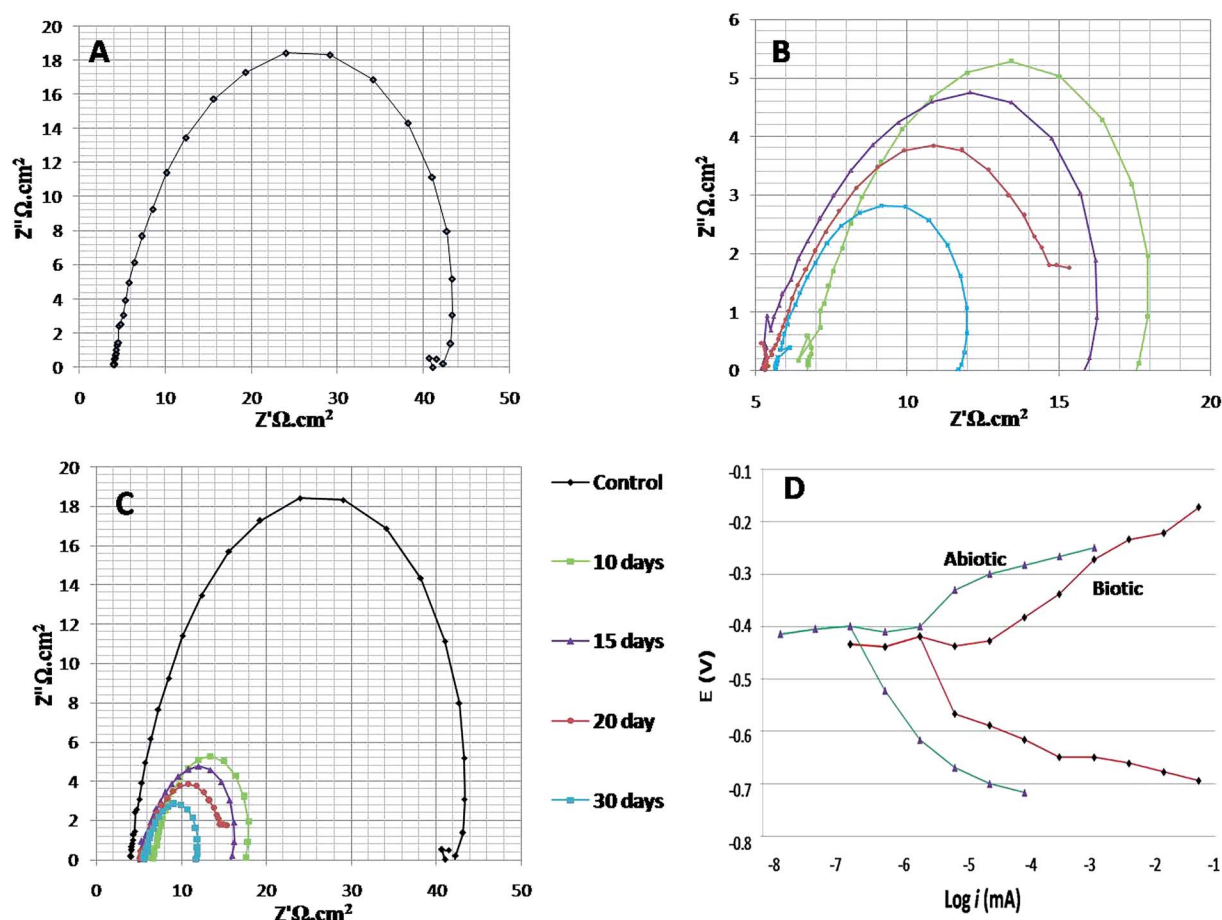 A
20
18
16
14
12
10
8
6
4
2
0
Z''Ω.cm²
0 10 20 30 40 50
Z'Ω.cm²
B
6
5
4
3
2
1
0
Z''Ω.cm²
5 10 15 20
Z'Ω.cm²
C
20
18
16
14
12
10
8
6
4
2
0
Z''Ω.cm²
0 10 20 30 40 50
Z'Ω.cm²
Control
10 days
15 days
20 day
30 days
D
-0.1
-0.2
-0.3
-0.4
-0.5
-0.6
-0.7
-0.8
E (V)
Abiotic
Biotic
-8 -7 -6 -5 -4 -3 -2 -1
Log i (mA)